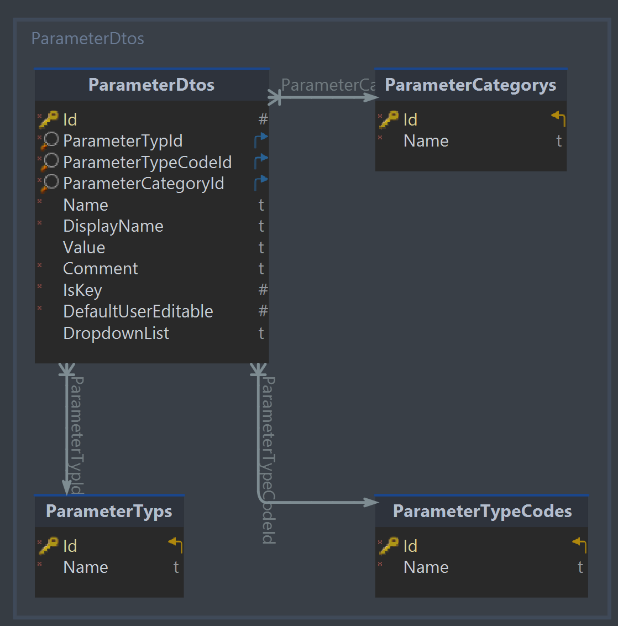 ParameterDtos
ParameterDtos
Id #
ParameterTypId
ParameterTypeCodeId
ParameterCategoryId
Name t
DisplayName t
Value t
Comment t
IsKey #
DefaultUserEditable #
DropdownList t
ParameterCa
ParameterCategorys
Id
Name t
ParameterTypId
ParameterTypeCodeId
ParameterTyps
Id
Name t
ParameterTypeCodes
Id
Name t